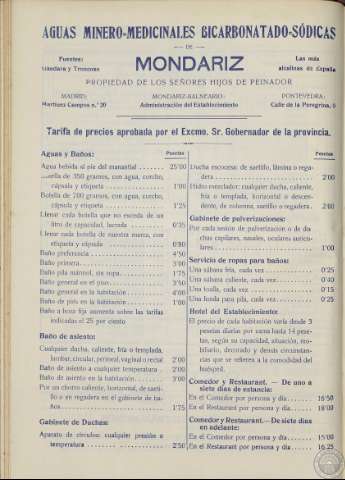 AGUAS MINERO-MEDICINALES BICARBONATADO-SÓDICAS
DE
MONDARIZ
Fuentes:
Gándara y Troncoso
Las más
alcalinas de España
PROPIEDAD DE LOS SEÑORES HIJOS DE PEINADOR
MADRID:
Martínez Campos n.º 20
MONDARIZ-BALNEARIO:
Administración del Establecimiento
PONTEVEDRA:
Calle de la Peregrina, 6
Tarifa de precios aprobada por el Excmo. Sr. Gobernador de la provincia.
Aguas y Baños: Pesetas
Agua bebida al pie del manantial 25'00
Botella de 350 gramos, con agua, corcho,
cápsula y etiqueta 1'00
Botella de 700 gramos, con agua, corcho,
cápsula y etiqueta 1'25
Llenar cada botella que no exceda de un
litro de capacidad, lacrada 0'35
Llenar cada botella de nuestra marca, con
etiqueta y cápsula 0'80
Baño preferencia 4'50
Baño primera 3'00
Baño pila mármol, sin ropa 1'75
Baño general en el piso 3'50
Baño general en la habitación 4'00
Baño de pies en la habitación 1'00
Baño a hora fija aumenta sobre las tarifas
indicadas el 25 por ciento
Baño de asiento:
Cualquier ducha, caliente, fría o templada,
lumbar, circular, perineal, vaginal o rectal 2'00
Baño de asiento a cualquier temperatura 2'00
Baño de asiento en la habitación 3'00
Por un chorro caliente, horizontal, de sarti-
llo o en regadera en el gabinete de ba-
ños 1'75
Gabinete de Duchas:
Aparato de círculos: cualquier presión o
temperatura 2'50
Pesetas
Ducha escocesa: de sartillo, lámina o rega-
dera 2'00
Hidro mezclador: cualquier ducha, caliente,
fría o templada, horizontal o descen-
dente, de columna, sartillo o regadera 2'00
Gabinete de pulverizaciones:
Por cada sesión de pulverización o de du-
chas capilares, nasales, oculares auricu-
lares 1'00
Servicio de ropas para baños:
Una sábana fría, cada vez 0'25
Una sábana caliente, cada vez 0'40
Una toalla, cada vez 0'15
Una funda para pila, cada vez 0'25
Hotel del Establecimiento:
El precio de cada habitación varía desde 3
pesetas diarias por cama hasta 14 pese-
tas, según su capacidad, situación, mo-
biliario, decorado y demás circunstan-
cias que se refieren a la comodidad del
huésped.
Comedor y Restaurant. — De uno a
siete días de estancia:
En el Comedor por persona y día 16'50
En el Restaurant por persona y día 18'00
Comedor y Restaurant. — De siete días
en adelante:
En el Comedor por persona y día 15'00
En el Restaurant por persona y día 16'25